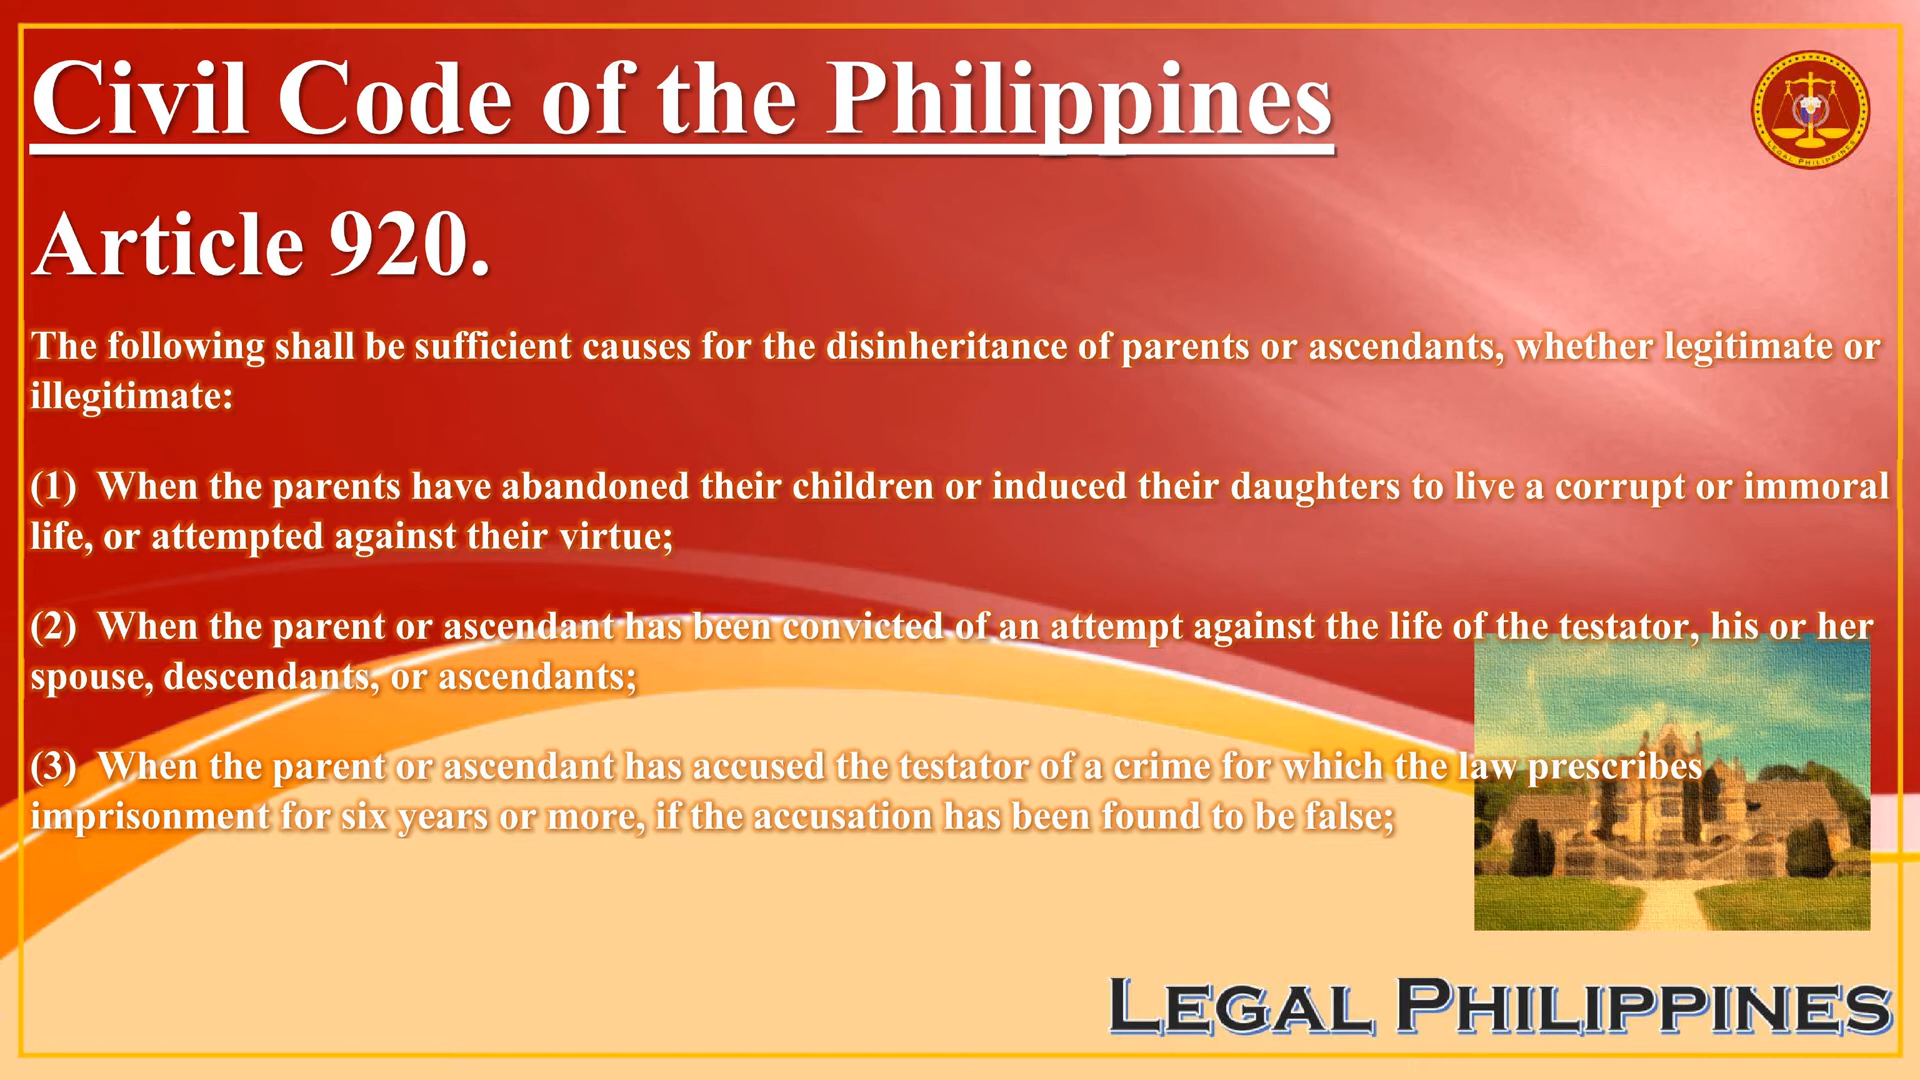 Civil Code of the Philippines
LEGAL PHILIPPINES
Article 920.
The following shall be sufficient causes for the disinheritance of parents or ascendants, whether legitimate or
illegitimate:
(1) When the parents have abandoned their children or induced their daughters to live a corrupt or immoral
life, or attempted against their virtue;
(2) When the parent or ascendant has been convicted of an attempt against the life of the testator, his or her
spouse, descendants, or ascendants;
(3) When the parent or ascendant has accused the testator of a crime for which the law prescribes
imprisonment for six years or more, if the accusation has been found to be false;
LEGAL PHILIPPINES